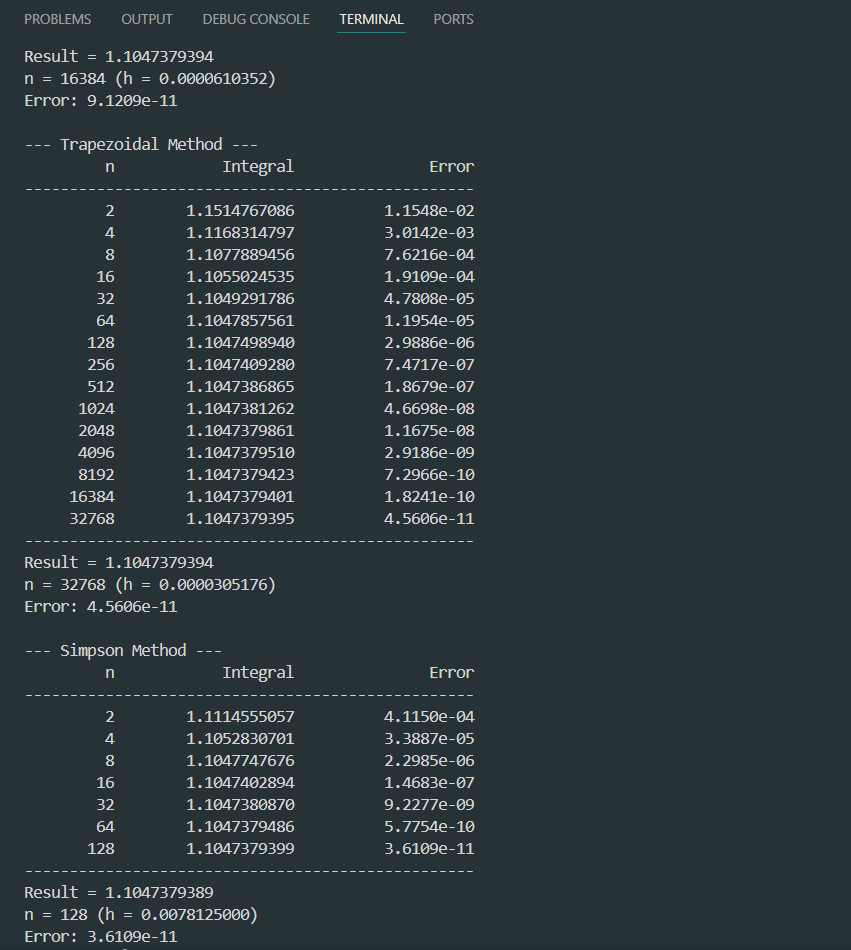 PROBLEMS OUTPUT DEBUG CONSOLE TERMINAL PORTS
Result = 1.1047379394
n = 16384 (h = 0.0000610352)
Error: 9.1209e-11
--- Trapezoidal Method ---
n Integral Error
--------------------------------------------------
2 1.1514767086 1.1548e-02
4 1.1168314797 3.0142e-03
8 1.1077889456 7.6216e-04
16 1.1055024535 1.9109e-04
32 1.1049291786 4.7808e-05
64 1.1047857561 1.1954e-05
128 1.1047498940 2.9886e-06
256 1.1047409280 7.4717e-07
512 1.1047386865 1.8679e-07
1024 1.1047381262 4.6698e-08
2048 1.1047379861 1.1675e-08
4096 1.1047379510 2.9186e-09
8192 1.1047379423 7.2966e-10
16384 1.1047379401 1.8241e-10
32768 1.1047379395 4.5606e-11
--------------------------------------------------
Result = 1.1047379394
n = 32768 (h = 0.0000305176)
Error: 4.5606e-11
--- Simpson Method ---
n Integral Error
--------------------------------------------------
2 1.1114555057 4.1150e-04
4 1.1052830701 3.3887e-05
8 1.1047747676 2.2985e-06
16 1.1047402894 1.4683e-07
32 1.1047380870 9.2277e-09
64 1.1047379486 5.7754e-10
128 1.1047379399 3.6109e-11
--------------------------------------------------
Result = 1.1047379389
n = 128 (h = 0.0078125000)
Error: 3.6109e-11